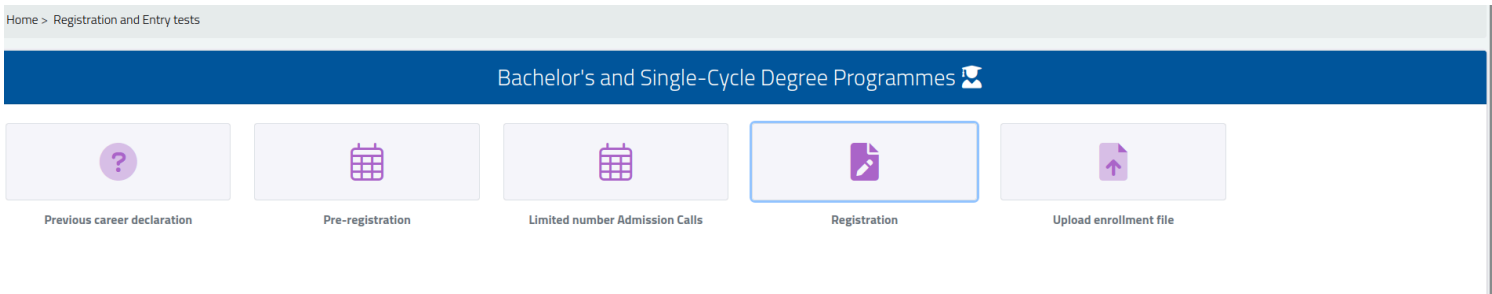 Home > Registration and Entry tests
Bachelor's and Single-Cycle Degree Programmes
?
Previous career declaration
Pre-registration
Limited number Admission Calls
Registration
Upload enrollment file